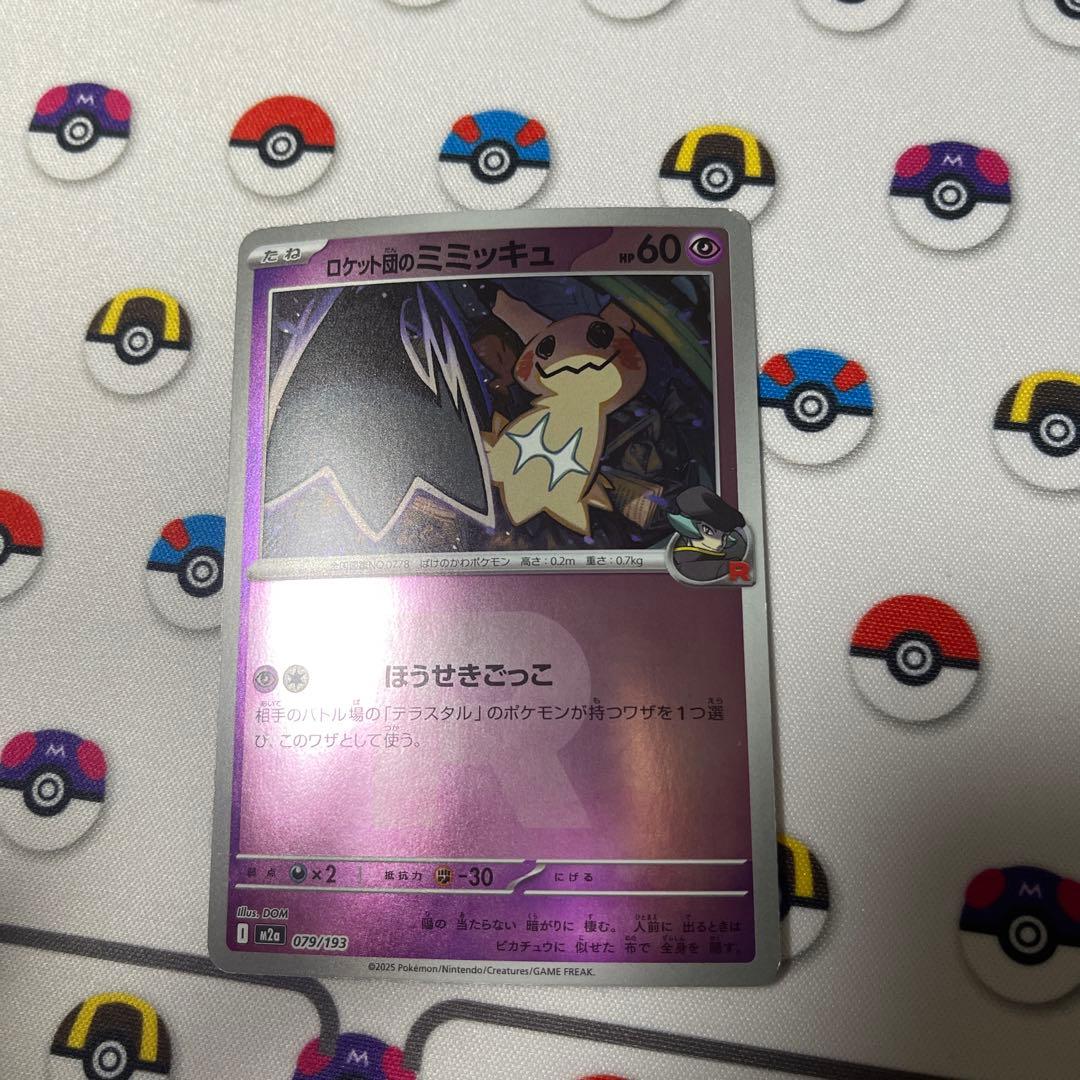 たね ロケット団のミミッキュ HP60
全国図鑑NO.0778 ばけのかわポケモン 高さ:0.2m 重さ:0.7kg
R
ほうせきごっこ
相手のバトル場の「テラスタル」のポケモンが持つワザを1つ選
び、このワザとして使う。
弱点 ×2 抵抗力 -30 にげる
illus. DOM
陽の 当たらない 暗がりに 棲む。 人前に 出るときは
ピカチュウに 似せた 布で 全身を 隠す。
I m2a 079/193
©2025 Pokémon/Nintendo/Creatures/GAME FREAK.